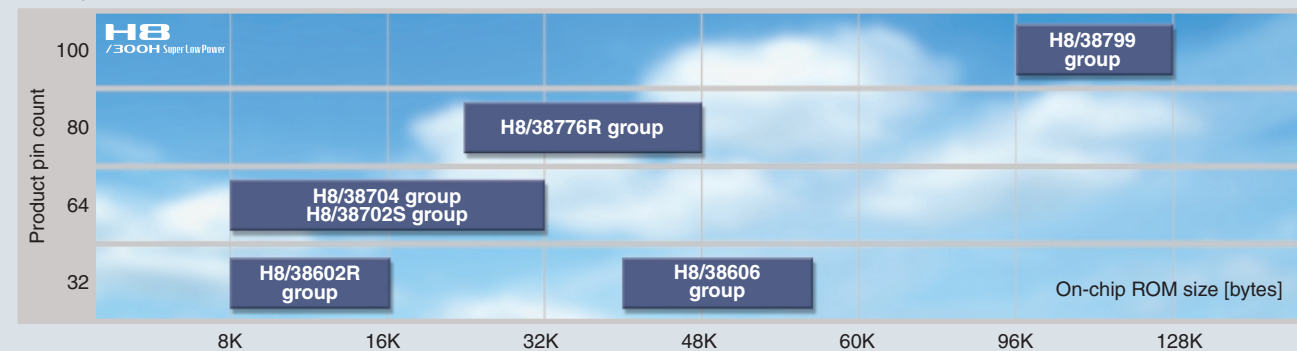 H8
/300H Super Low Power
Product pin count
100
H8/38799
group
80
H8/38776R group
64
H8/38704 group
H8/38702S group
32
H8/38602R
group
H8/38606
group
On-chip ROM size [bytes]
8K 16K 32K 48K 60K 96K 128K